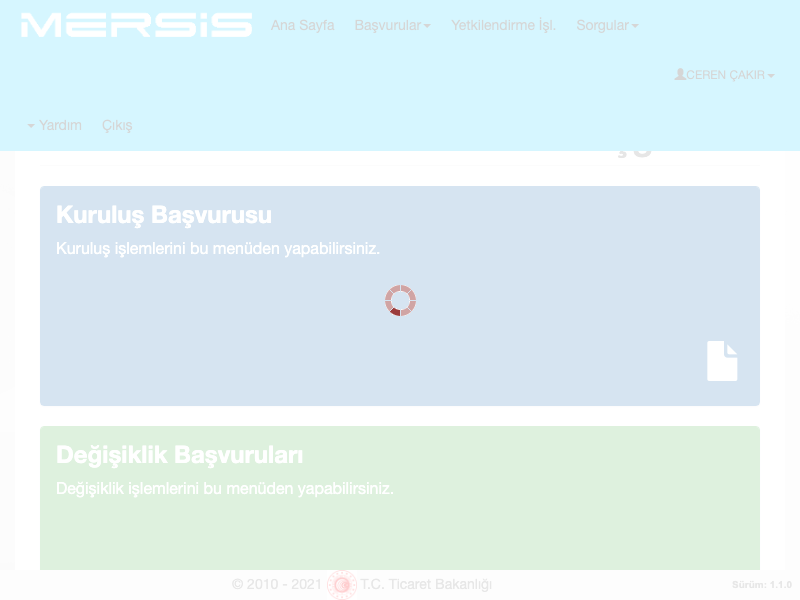 MERSİS Ana Sayfa Başvurular Yetkilendirme İşl. Sorgular
CEREN ÇAKIR
Yardım Çıkış
Kuruluş Başvurusu
Kuruluş işlemlerini bu menüden yapabilirsiniz.
Değişiklik Başvuruları
Değişiklik işlemlerini bu menüden yapabilirsiniz.
© 2010 - 2021 T.C. Ticaret Bakanlığı
Sürüm: 1.1.0